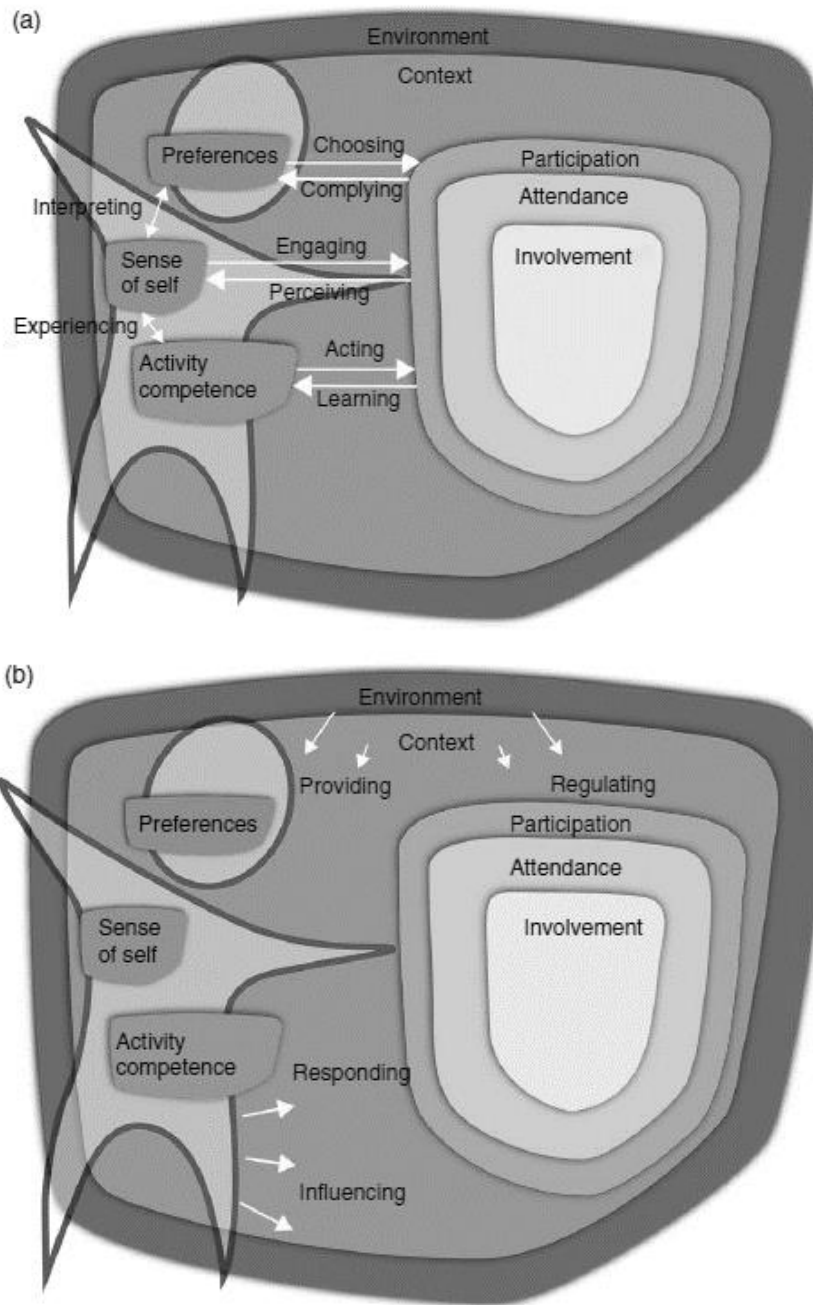 (a)
Environment
Context
Preferences
Choosing
Complying
Participation
Attendance
Involvement
Interpreting
Sense
of self
Engaging
Perceiving
Experiencing
Activity
competence
Acting
Learning
(b)
Environment
Context
Providing
Regulating
Preferences
Participation
Attendance
Involvement
Sense
of self
Activity
competence
Responding
Influencing